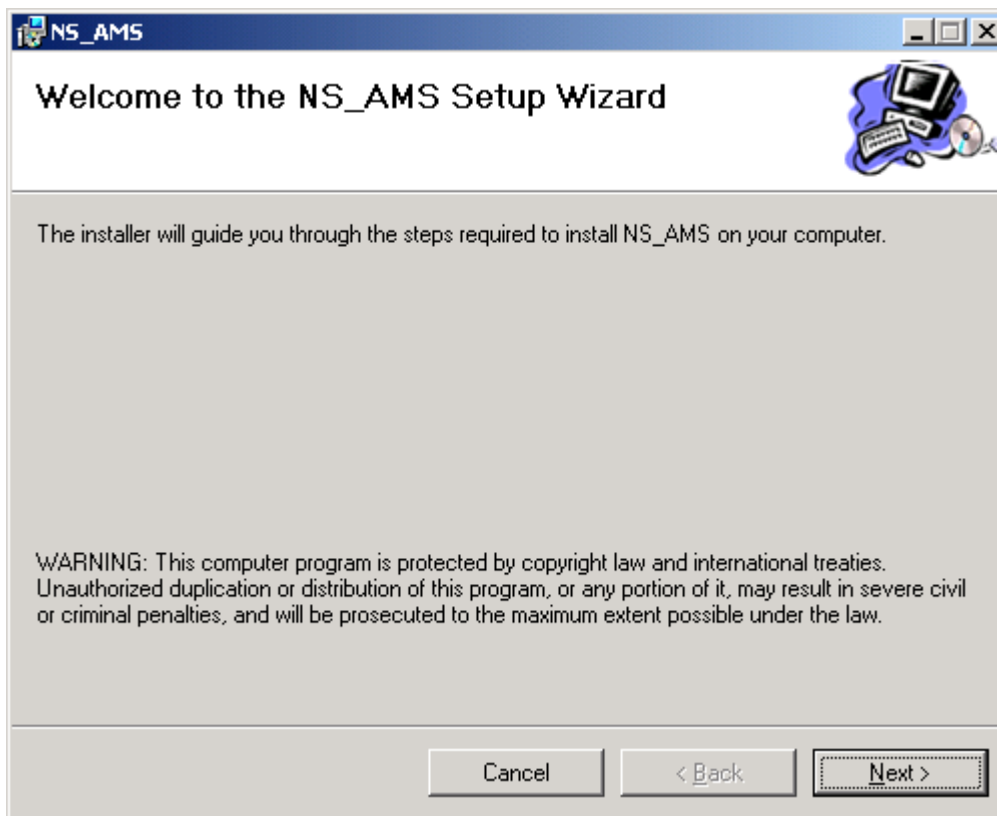 NS_AMS
Welcome to the NS_AMS Setup Wizard
The installer will guide you through the steps required to install NS_AMS on your computer.
WARNING: This computer program is protected by copyright law and international treaties.
Unauthorized duplication or distribution of this program, or any portion of it, may result in severe civil
or criminal penalties, and will be prosecuted to the maximum extent possible under the law.
Cancel
< Back
Next >